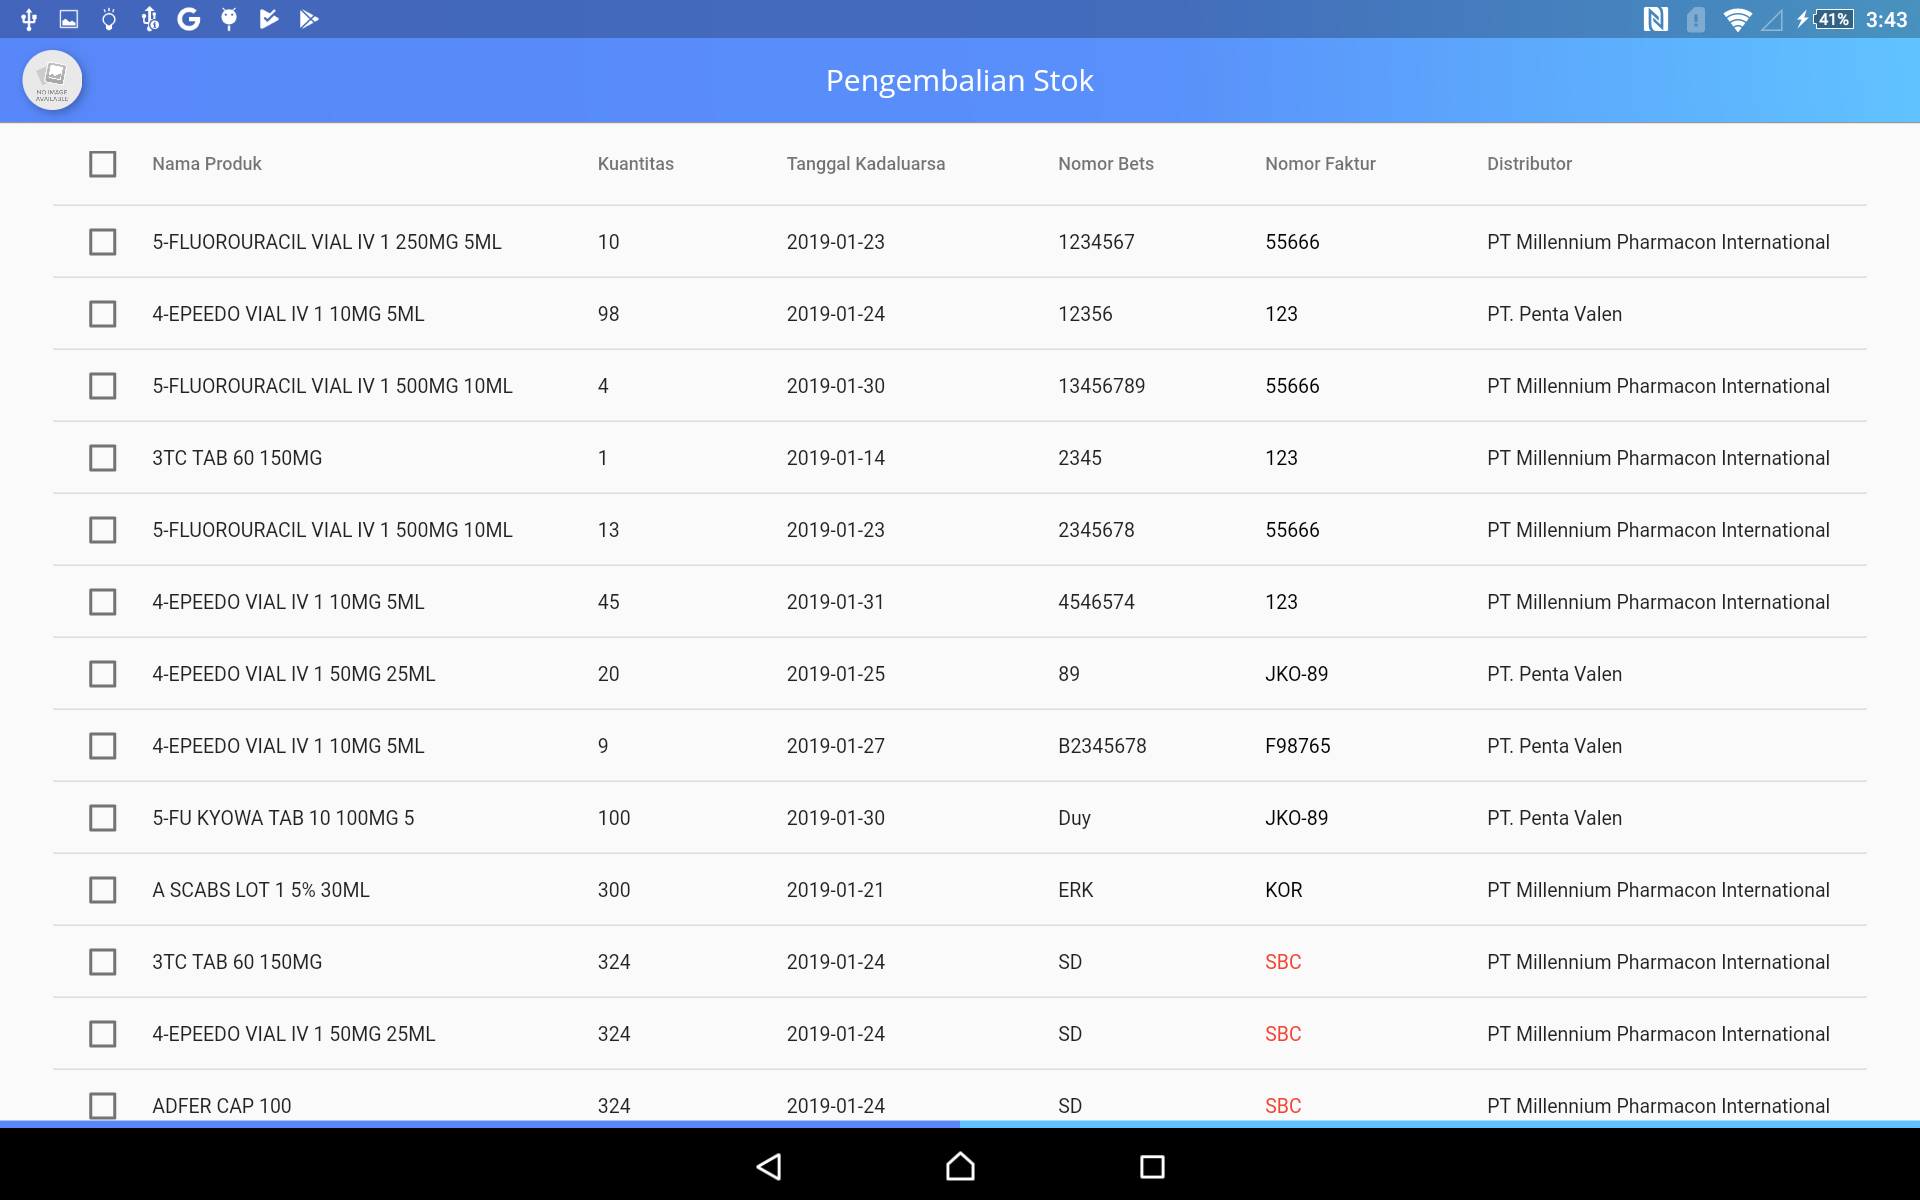 41% 3:43
NO IMAGE
AVAILABLE
Pengembalian Stok
Nama Produk Kuantitas Tanggal Kadaluarsa Nomor Bets Nomor Faktur Distributor
5-FLUOROURACIL VIAL IV 1 250MG 5ML 10 2019-01-23 1234567 55666 PT Millennium Pharmacon International
4-EPEEDO VIAL IV 1 10MG 5ML 98 2019-01-24 12356 123 PT. Penta Valen
5-FLUOROURACIL VIAL IV 1 500MG 10ML 4 2019-01-30 13456789 55666 PT Millennium Pharmacon International
3TC TAB 60 150MG 1 2019-01-14 2345 123 PT Millennium Pharmacon International
5-FLUOROURACIL VIAL IV 1 500MG 10ML 13 2019-01-23 2345678 55666 PT Millennium Pharmacon International
4-EPEEDO VIAL IV 1 10MG 5ML 45 2019-01-31 4546574 123 PT Millennium Pharmacon International
4-EPEEDO VIAL IV 1 50MG 25ML 20 2019-01-25 89 JKO-89 PT. Penta Valen
4-EPEEDO VIAL IV 1 10MG 5ML 9 2019-01-27 B2345678 F98765 PT. Penta Valen
5-FU KYOWA TAB 10 100MG 5 100 2019-01-30 Duy JKO-89 PT. Penta Valen
A SCABS LOT 1 5% 30ML 300 2019-01-21 ERK KOR PT Millennium Pharmacon International
3TC TAB 60 150MG 324 2019-01-24 SD SBC PT Millennium Pharmacon International
4-EPEEDO VIAL IV 1 50MG 25ML 324 2019-01-24 SD SBC PT Millennium Pharmacon International
ADFER CAP 100 324 2019-01-24 SD SBC PT Millennium Pharmacon International